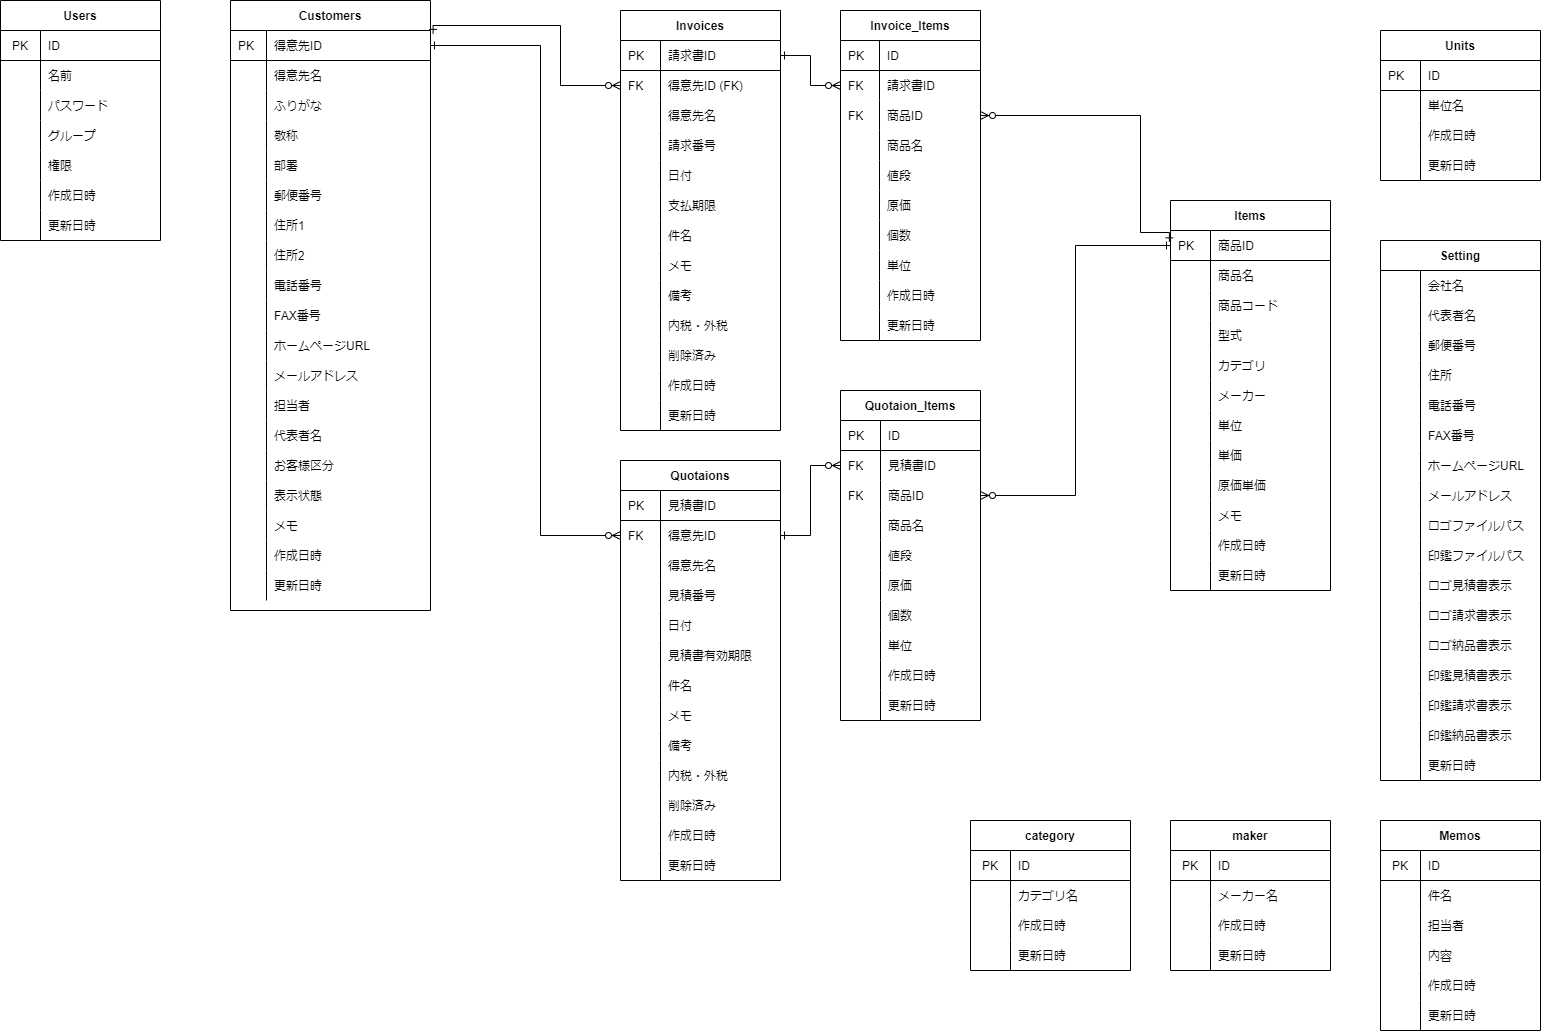 Users
PK ID
名前
パスワード
グループ
権限
作成日時
更新日時
Customers
PK 得意先ID
得意先名
ふりがな
敬称
部署
郵便番号
住所1
住所2
電話番号
FAX番号
ホームページURL
メールアドレス
担当者
代表者名
お客様区分
表示状態
メモ
作成日時
更新日時
Invoices
PK 請求書ID
FK 得意先ID (FK)
得意先名
請求番号
日付
支払期限
件名
メモ
備考
内税・外税
削除済み
作成日時
更新日時
Quotaions
PK 見積書ID
FK 得意先ID
得意先名
見積番号
日付
見積書有効期限
件名
メモ
備考
内税・外税
削除済み
作成日時
更新日時
Invoice_Items
PK ID
FK 請求書ID
FK 商品ID
商品名
値段
原価
個数
単位
作成日時
更新日時
Quotaion_Items
PK ID
FK 見積書ID
FK 商品ID
商品名
値段
原価
個数
単位
作成日時
更新日時
Items
PK 商品ID
商品名
商品コード
型式
カテゴリ
メーカー
単位
単価
原価単価
メモ
作成日時
更新日時
Units
PK ID
単位名
作成日時
更新日時
Setting
会社名
代表者名
郵便番号
住所
電話番号
FAX番号
ホームページURL
メールアドレス
ロゴファイルパス
印鑑ファイルパス
ロゴ見積書表示
ロゴ請求書表示
ロゴ納品書表示
印鑑見積書表示
印鑑請求書表示
印鑑納品書表示
更新日時
category
PK ID
カテゴリ名
作成日時
更新日時
maker
PK ID
メーカー名
作成日時
更新日時
Memos
PK ID
件名
担当者
内容
作成日時
更新日時